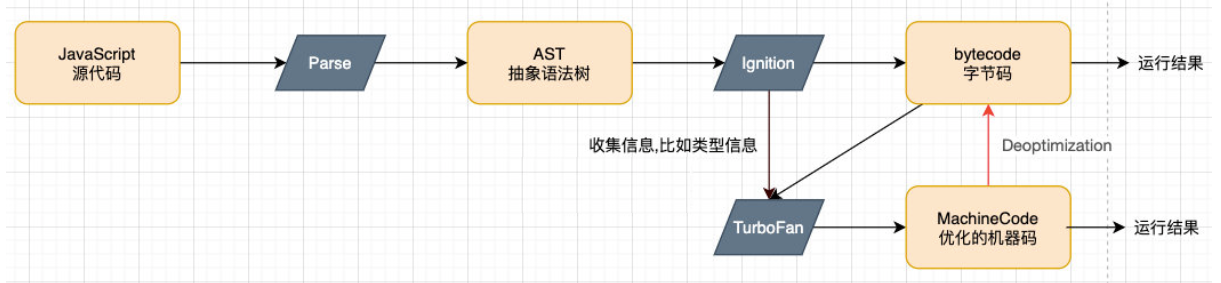 JavaScript
源代码
Parse
AST
抽象语法树
Ignition
bytecode
字节码
运行结果
收集信息,比如类型信息
Deoptimization
TurboFan
MachineCode
优化的机器码
运行结果